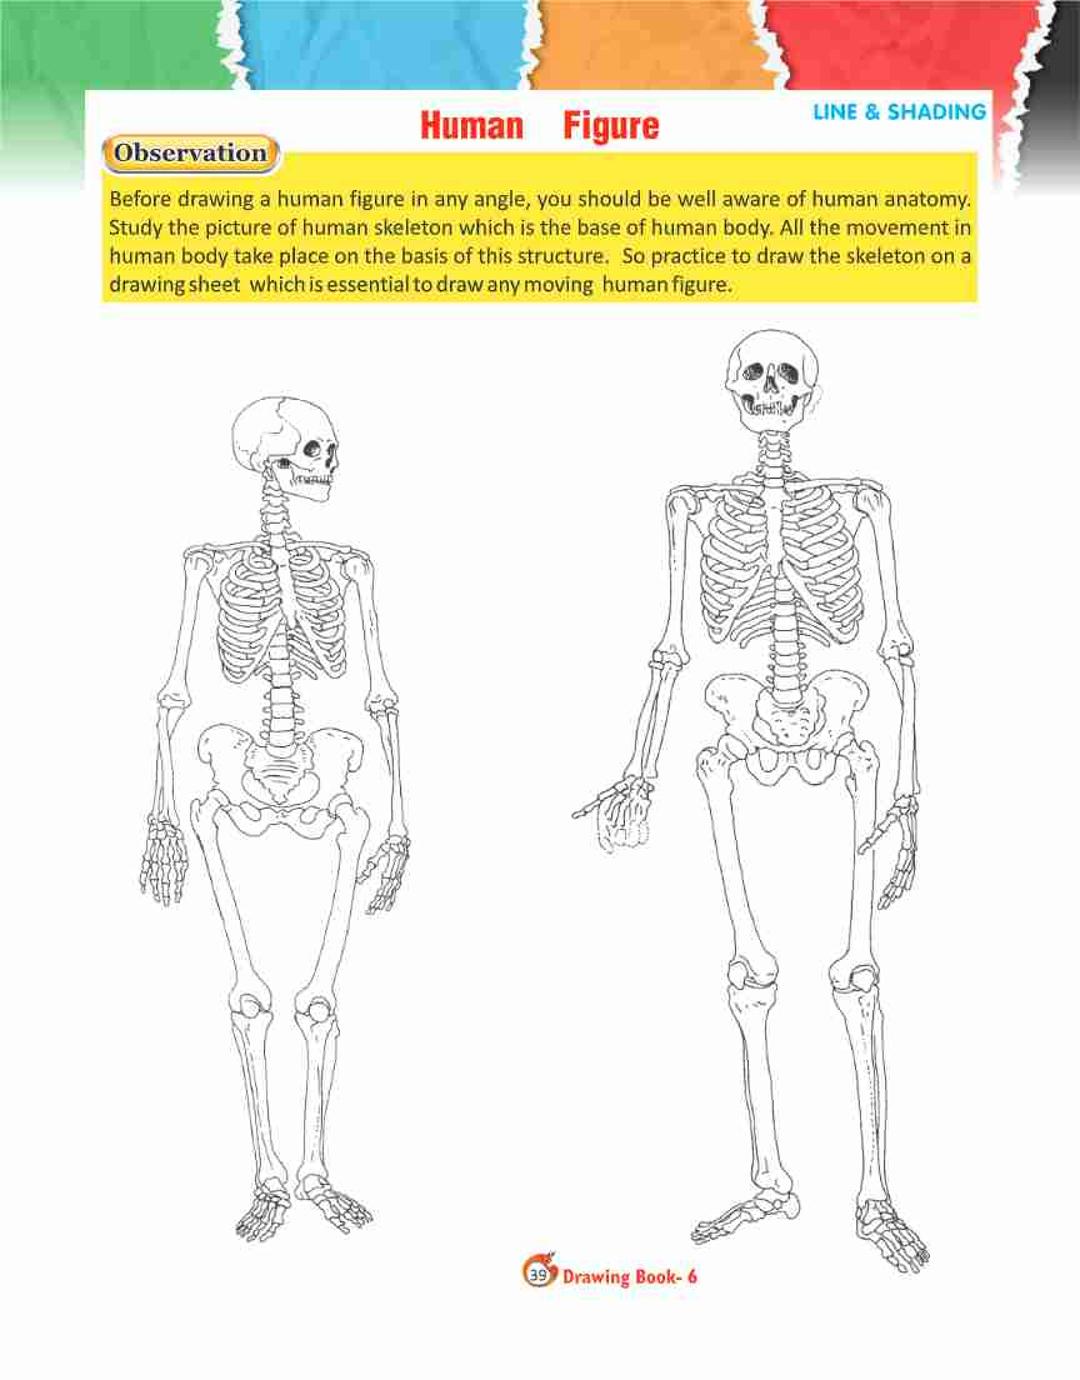 LINE & SHADING
Human Figure
Observation
Before drawing a human figure in any angle, you should be well aware of human anatomy.
Study the picture of human skeleton which is the base of human body. All the movement in
human body take place on the basis of this structure. So practice to draw the skeleton on a
drawing sheet which is essential to draw any moving human figure.
39 Drawing Book- 6